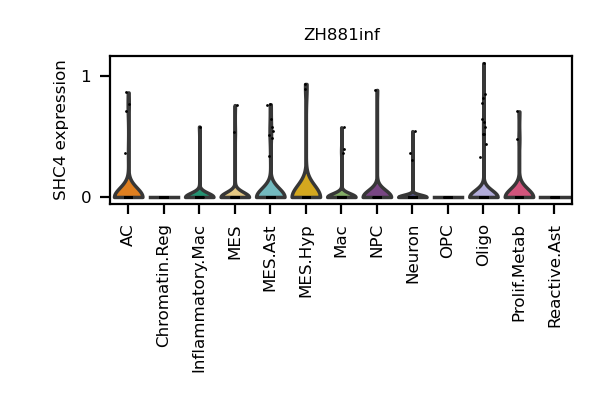 ZH881inf
SHC4 expression
1
0
AC
Chromatin.Reg
Inflammatory.Mac
MES
MES.Ast
MES.Hyp
Mac
NPC
Neuron
OPC
Oligo
Prolif.Metab
Reactive.Ast